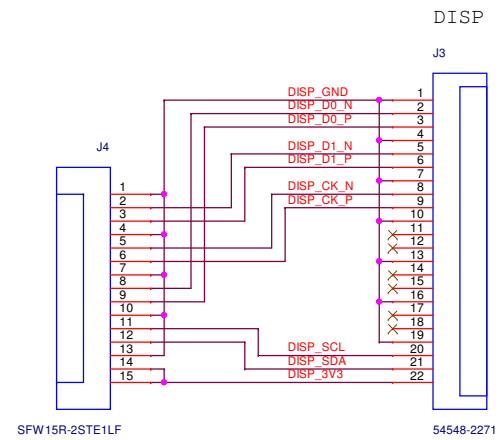 DISP
J3
J4
DISP_GND
DISP_D0_N
DISP_D0_P
DISP_D1_N
DISP_D1_P
DISP_CK_N
DISP_CK_P
DISP_SCL
DISP_SDA
DISP_3V3
1
2
3
4
5
6
7
8
9
10
11
12
13
14
15
1
2
3
4
5
6
7
8
9
10
11
12
13
14
15
16
17
18
19
20
21
22
SFW15R-2STE1LF
54548-2271